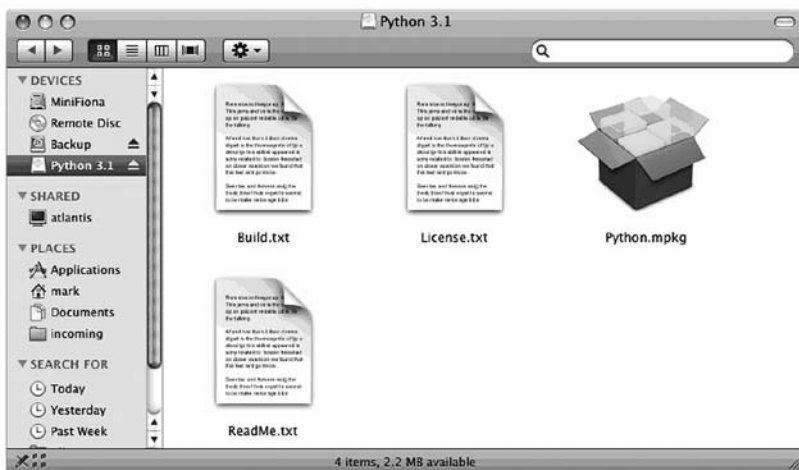 Python 3.1
DEVICES
MiniFiona
Remote Disc
Backup
Python 3.1
SHARED
atlantis
PLACES
Applications
mark
Documents
incoming
SEARCH FOR
Today
Yesterday
Past Week
Build.txt
License.txt
Python.mpkg
ReadMe.txt
4 items, 2.2 MB available